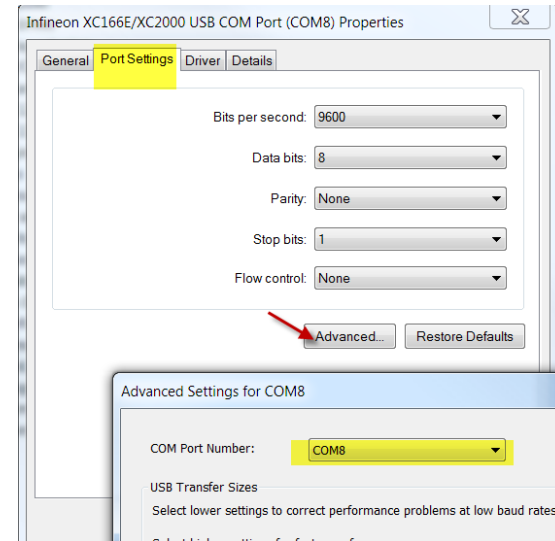 Infineon XC166E/XC2000 USB COM Port (COM8) Properties
General Port Settings Driver Details
Bits per second: 9600
Data bits: 8
Parity: None
Stop bits: 1
Flow control: None
Advanced... Restore Defaults
Advanced Settings for COM8
COM Port Number: COM8
USB Transfer Sizes
Select lower settings to correct performance problems at low baud rates